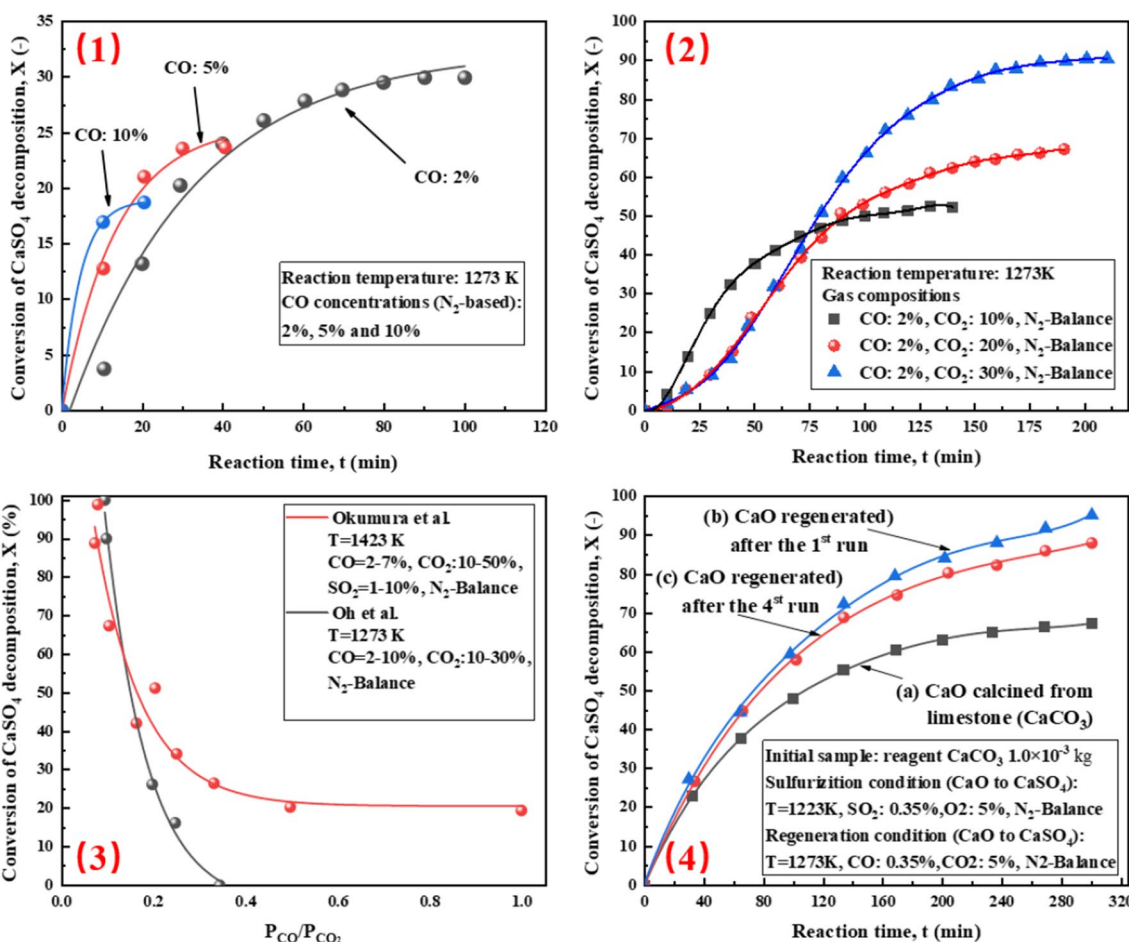 (1)
CO: 5%
CO: 10%
CO: 2%
Reaction temperature: 1273 K
CO concentrations (N₂-based):
2%, 5% and 10%
Conversion of CaSO₄ decomposition, X (-)
35
30
25
20
15
10
5
0
0 20 40 60 80 100 120
Reaction time, t (min)
(2)
Reaction temperature: 1273K
Gas compositions
CO: 2%, CO₂: 10%, N₂-Balance
CO: 2%, CO₂: 20%, N₂-Balance
CO: 2%, CO₂: 30%, N₂-Balance
Conversion of CaSO₄ decomposition, X (-)
100
90
80
70
60
50
40
30
20
10
0
0 25 50 75 100 125 150 175 200
Reaction time, t (min)
Okumura et al.
T=1423 K
CO=2-7%, CO₂:10-50%,
SO₂=1-10%, N₂-Balance
Oh et al.
T=1273 K
CO=2-10%, CO₂:10-30%,
N₂-Balance
(3)
Conversion of CaSO₄ decomposition, X (%)
100
90
80
70
60
50
40
30
20
10
0
0.0 0.2 0.4 0.6 0.8 1.0
P_CO/P_CO₂
(b) CaO regenerated)
after the 1ˢᵗ run
(c) CaO regenerated)
after the 4ˢᵗ run
(a) CaO calcined from
limestone (CaCO₃)
Initial sample: reagent CaCO₃ 1.0×10⁻³ kg
Sulfurizition condition (CaO to CaSO₄):
T=1223K, SO₂: 0.35%,O2: 5%, N₂-Balance
Regeneration condition (CaO to CaSO₄):
T=1273K, CO: 0.35%,CO2: 5%, N2-Balance
(4)
Conversion of CaSO₄ decomposition, X (-)
100
90
80
70
60
50
40
30
20
10
0
0 40 80 120 160 200 240 280 320
Reaction time, t (min)